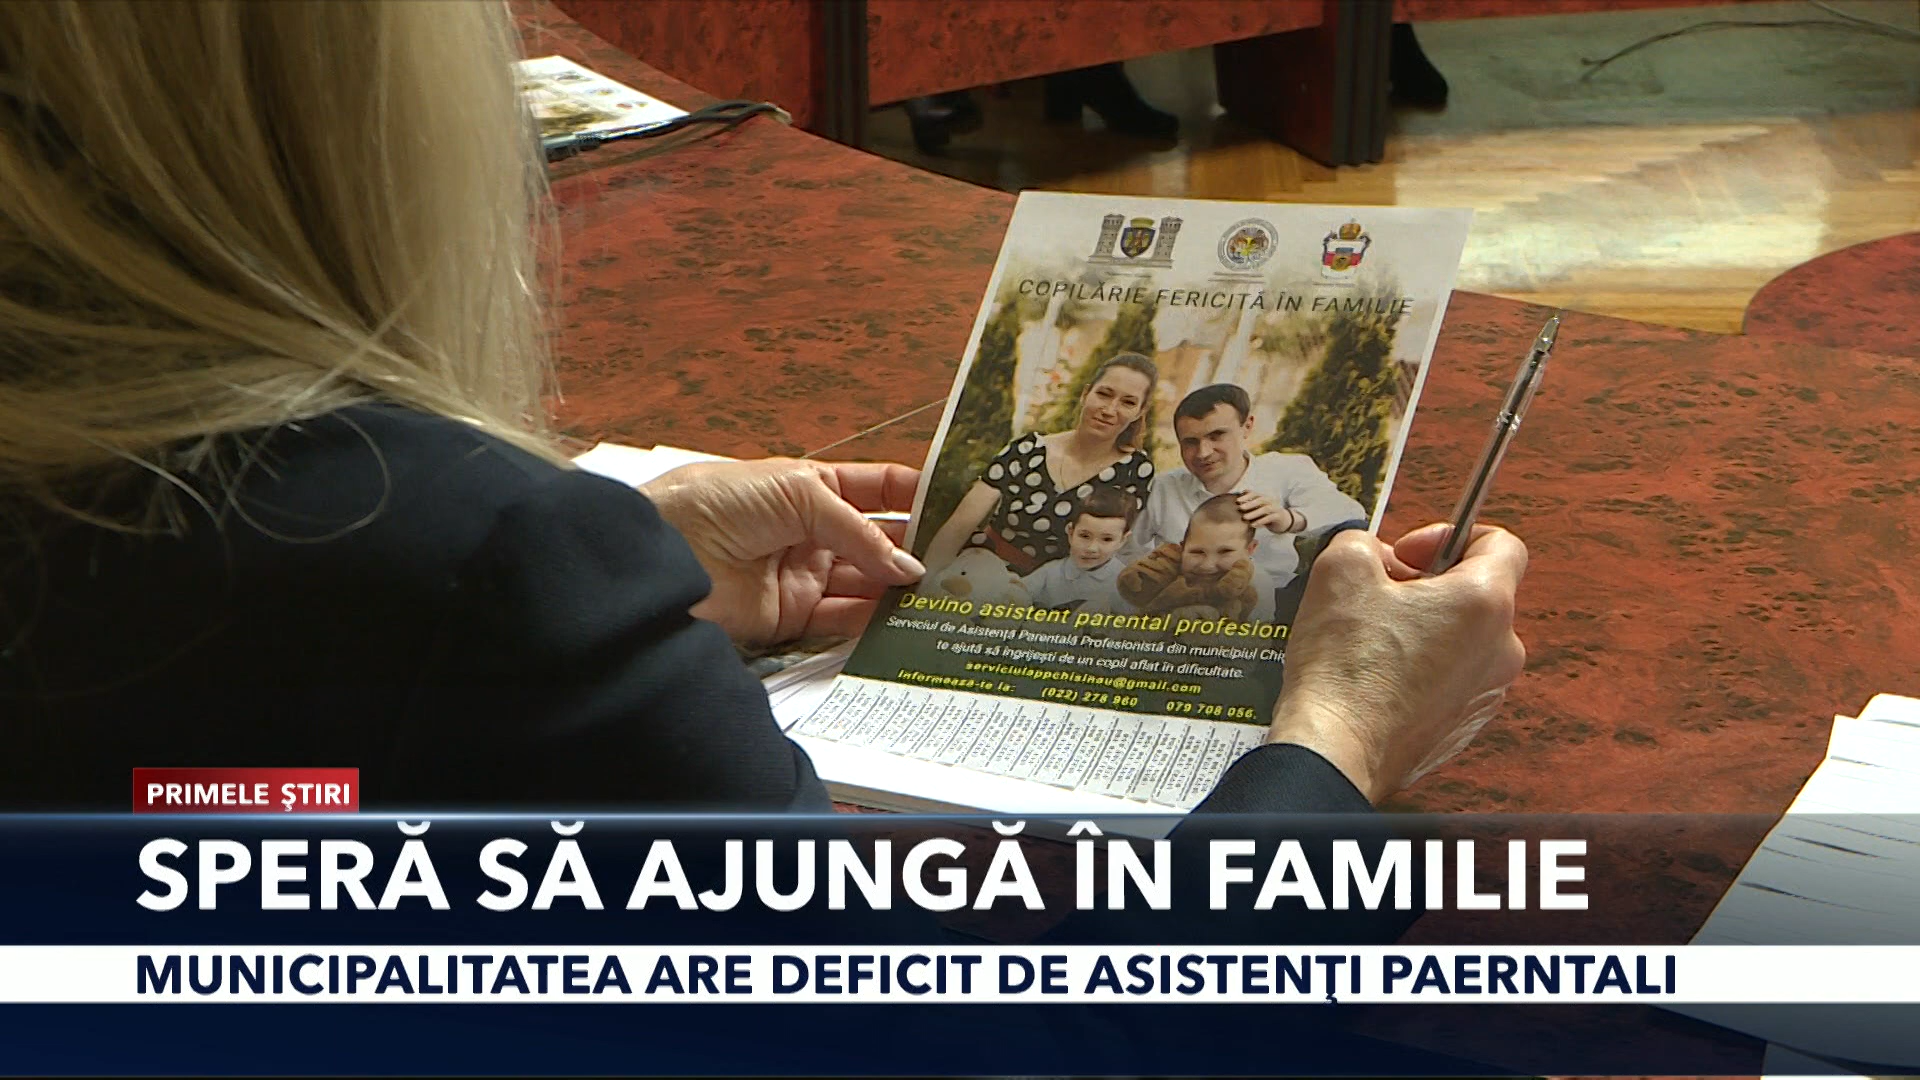 COPILĂRIE FERICITĂ ÎN FAMILIE
Devino asistent parental profesion
Serviciul de Asistență Parentală Profesionistă din municipiul Chi
te ajută să îngrijești de un copil aflat în dificultate.
serviciulappchisinau@gmail.com
Informează-te la: (022) 278 960 079 708 056.
PRIMELE ŞTIRI
SPERĂ SĂ AJUNGĂ ÎN FAMILIE
MUNICIPALITATEA ARE DEFICIT DE ASISTENŢI PAERNTALI